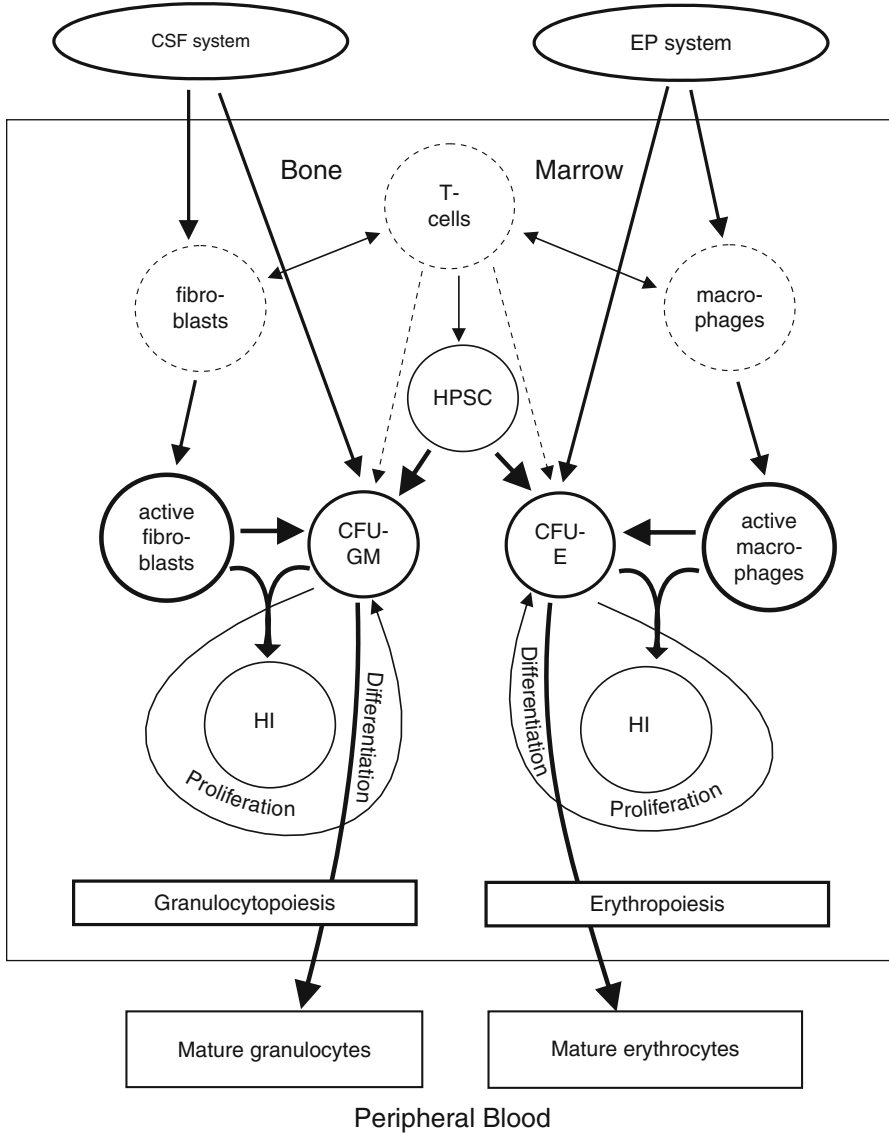 CSF system
EP system
Bone
Marrow
T-
cells
fibro-
blasts
macro-
phages
HPSC
active
fibro-
blasts
CFU-
GM
CFU-
E
active
macro-
phages
HI
Differentiation
Proliferation
Differentiation
HI
Proliferation
Granulocytopoiesis
Erythropoiesis
Mature granulocytes
Mature erythrocytes
Peripheral Blood